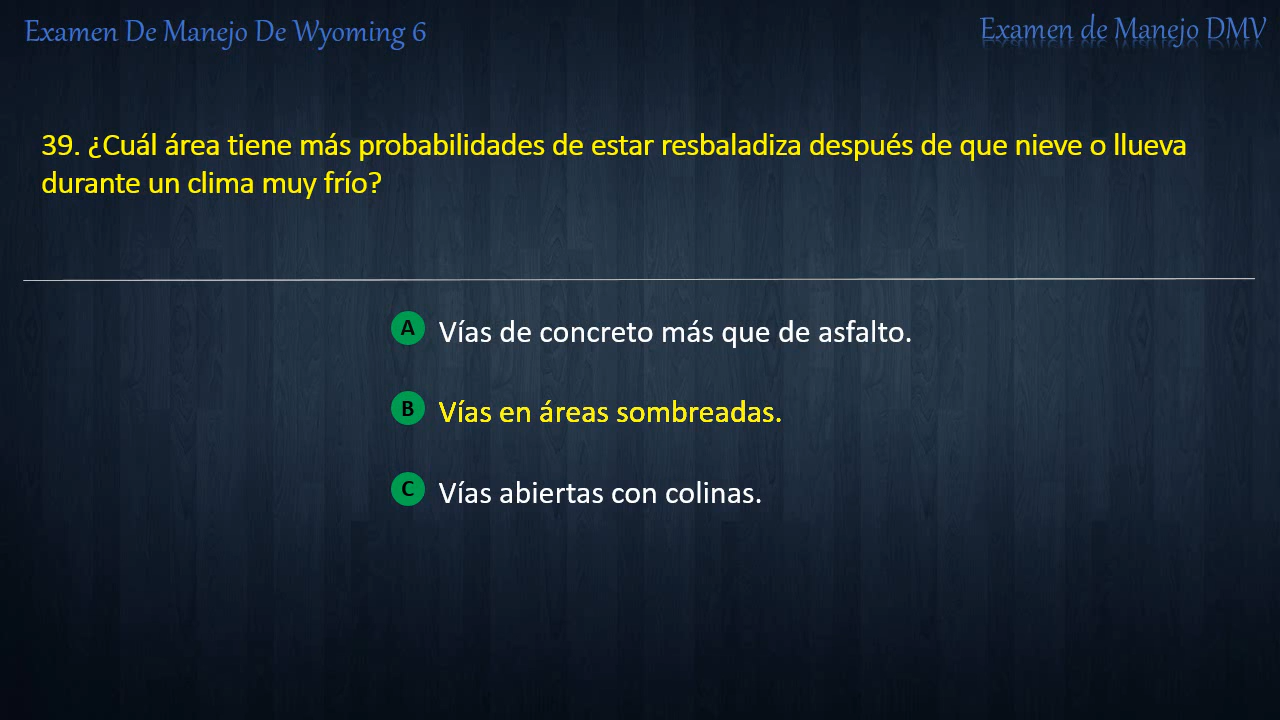 Examen De Manejo De Wyoming 6
Examen de Manejo DMV
39. ¿Cuál área tiene más probabilidades de estar resbaladiza después de que nieve o llueva
durante un clima muy frío?
A Vías de concreto más que de asfalto.
B Vías en áreas sombreadas.
C Vías abiertas con colinas.